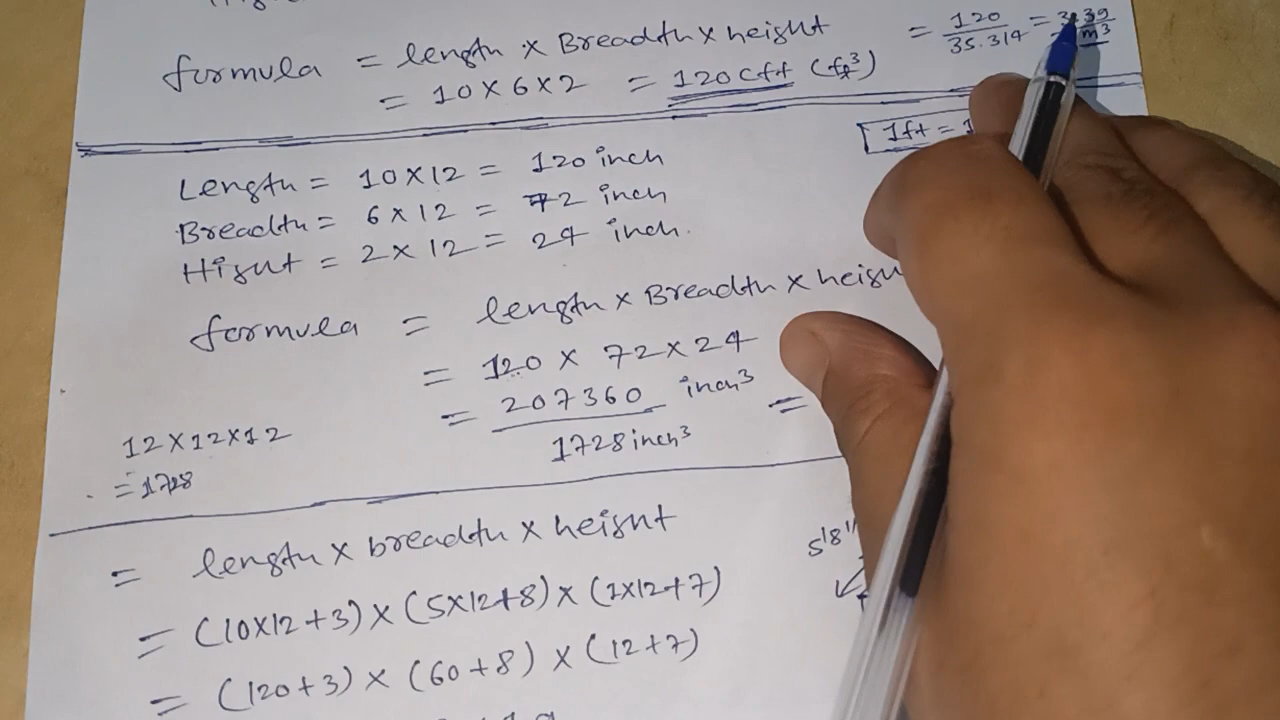 formula = length x Breadth x height = 120/35.314 = 3.39 m³
= 10 x 6 x 2 = 120 Cft (ft³)
1ft =
Length = 10 x 12 = 120 inch
Breadth = 6 x 12 = 72 inch
Hight = 2 x 12 = 24 inch.
formula = length x Breadth x heigh
= 120 x 72 x 24
= 207360 inch³ / 1728 inch³ =
12 x 12 x 12
= 1728
= length x breadth x height
5'8"
= (10x12+3) x (5x12+8) x (1x12+7)
= (120+3) x (60+8) x (12+7)